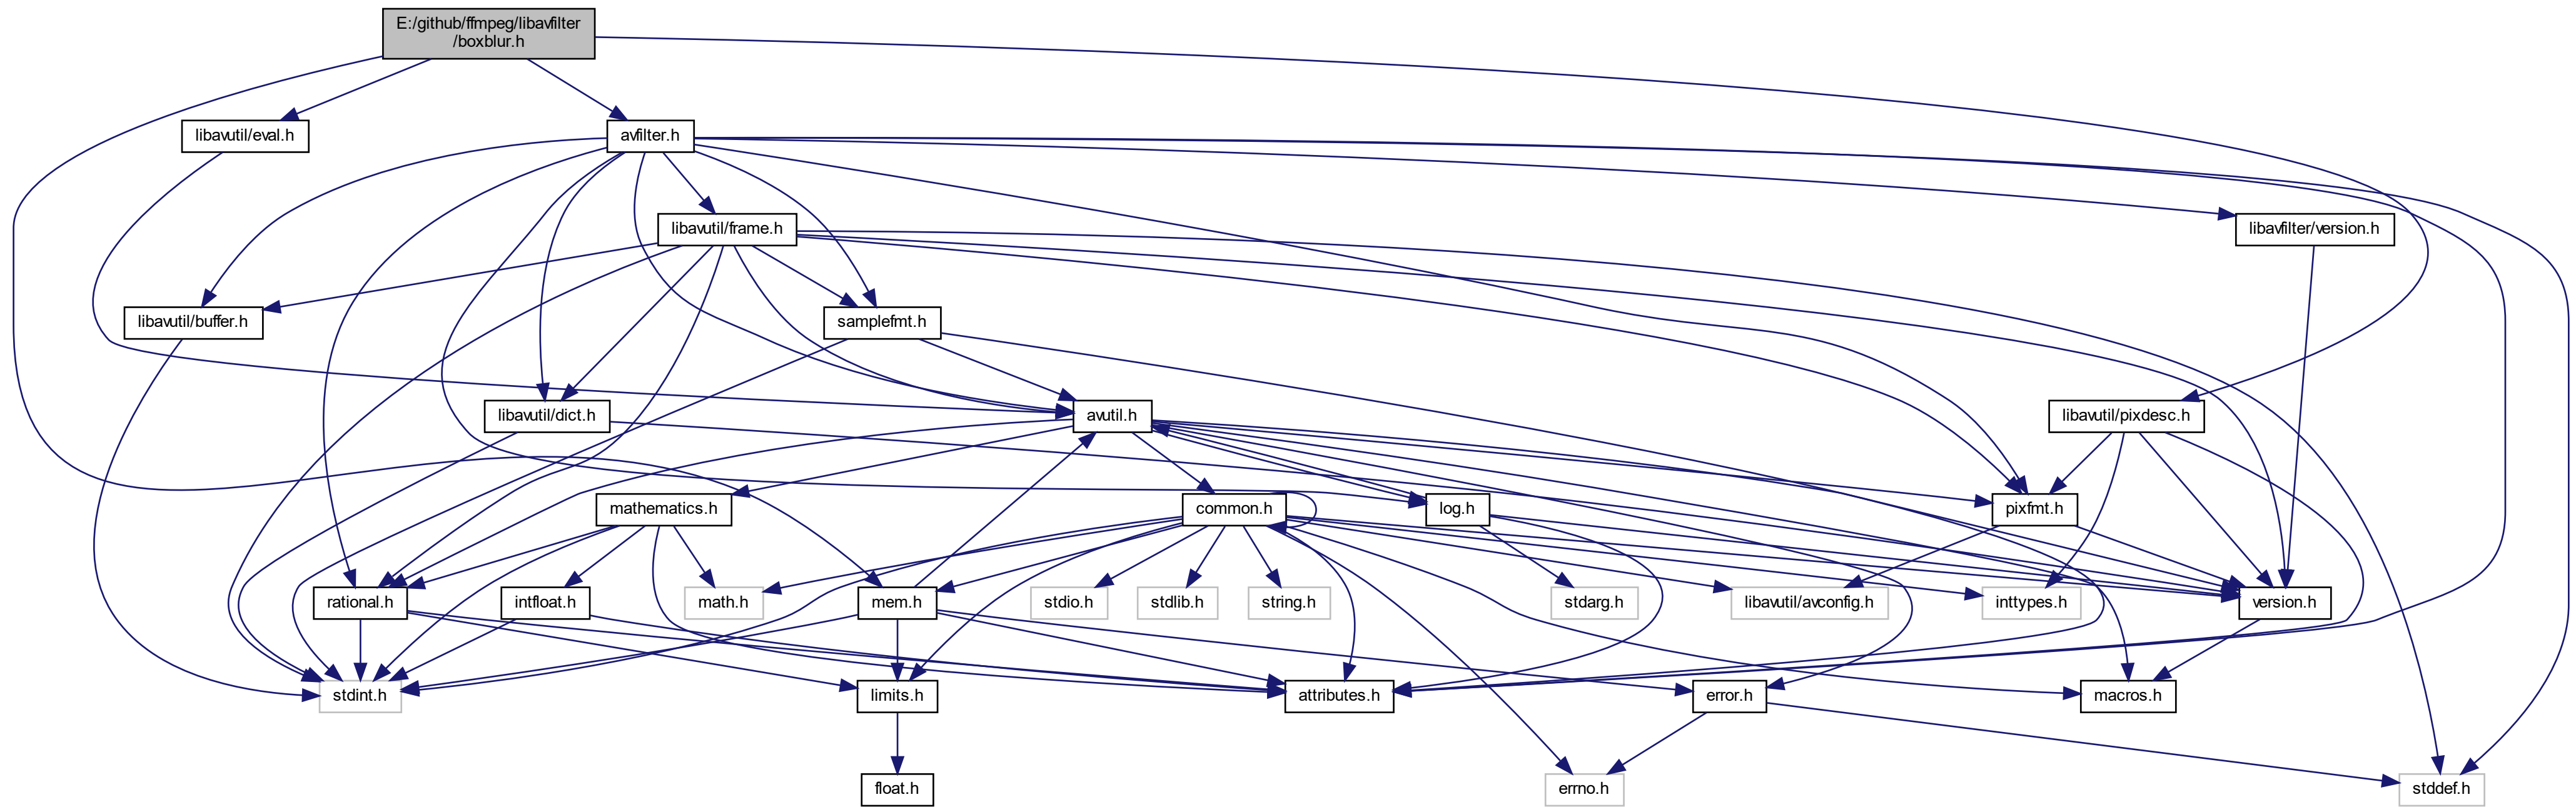 E:/github/ffmpeg/libavfilter
/boxblur.h
libavutil/eval.h
avfilter.h
libavutil/frame.h
libavfilter/version.h
libavutil/buffer.h
samplefmt.h
libavutil/dict.h
avutil.h
libavutil/pixdesc.h
mathematics.h
common.h
log.h
pixfmt.h
rational.h
intfloat.h
math.h
mem.h
stdio.h
stdlib.h
string.h
stdarg.h
libavutil/avconfig.h
inttypes.h
version.h
stdint.h
limits.h
attributes.h
error.h
macros.h
float.h
errno.h
stddef.h